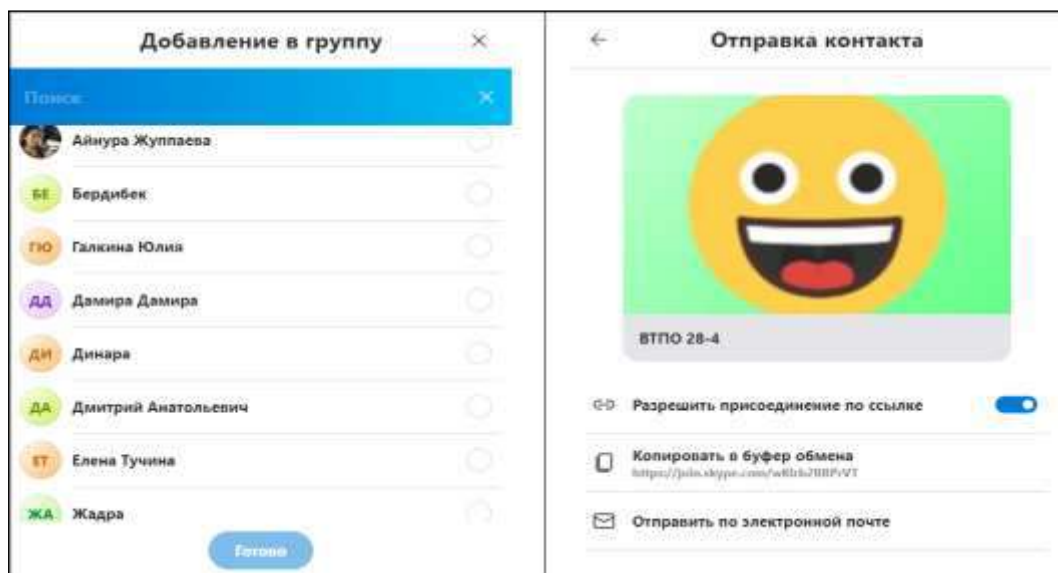 Добавление в группу
Поиск
Айнура Жуппаева
БЕ Бердибек
ГЮ Галкина Юлия
ДД Дамира Дамира
ДИ Динара
ДА Дмитрий Анатольевич
ЕТ Елена Тучина
ЖА Жадра
Готово
Отправка контакта
ВТПО 28-4
Разрешить присоединение по ссылке
Копировать в буфер обмена
Отправить по электронной почте